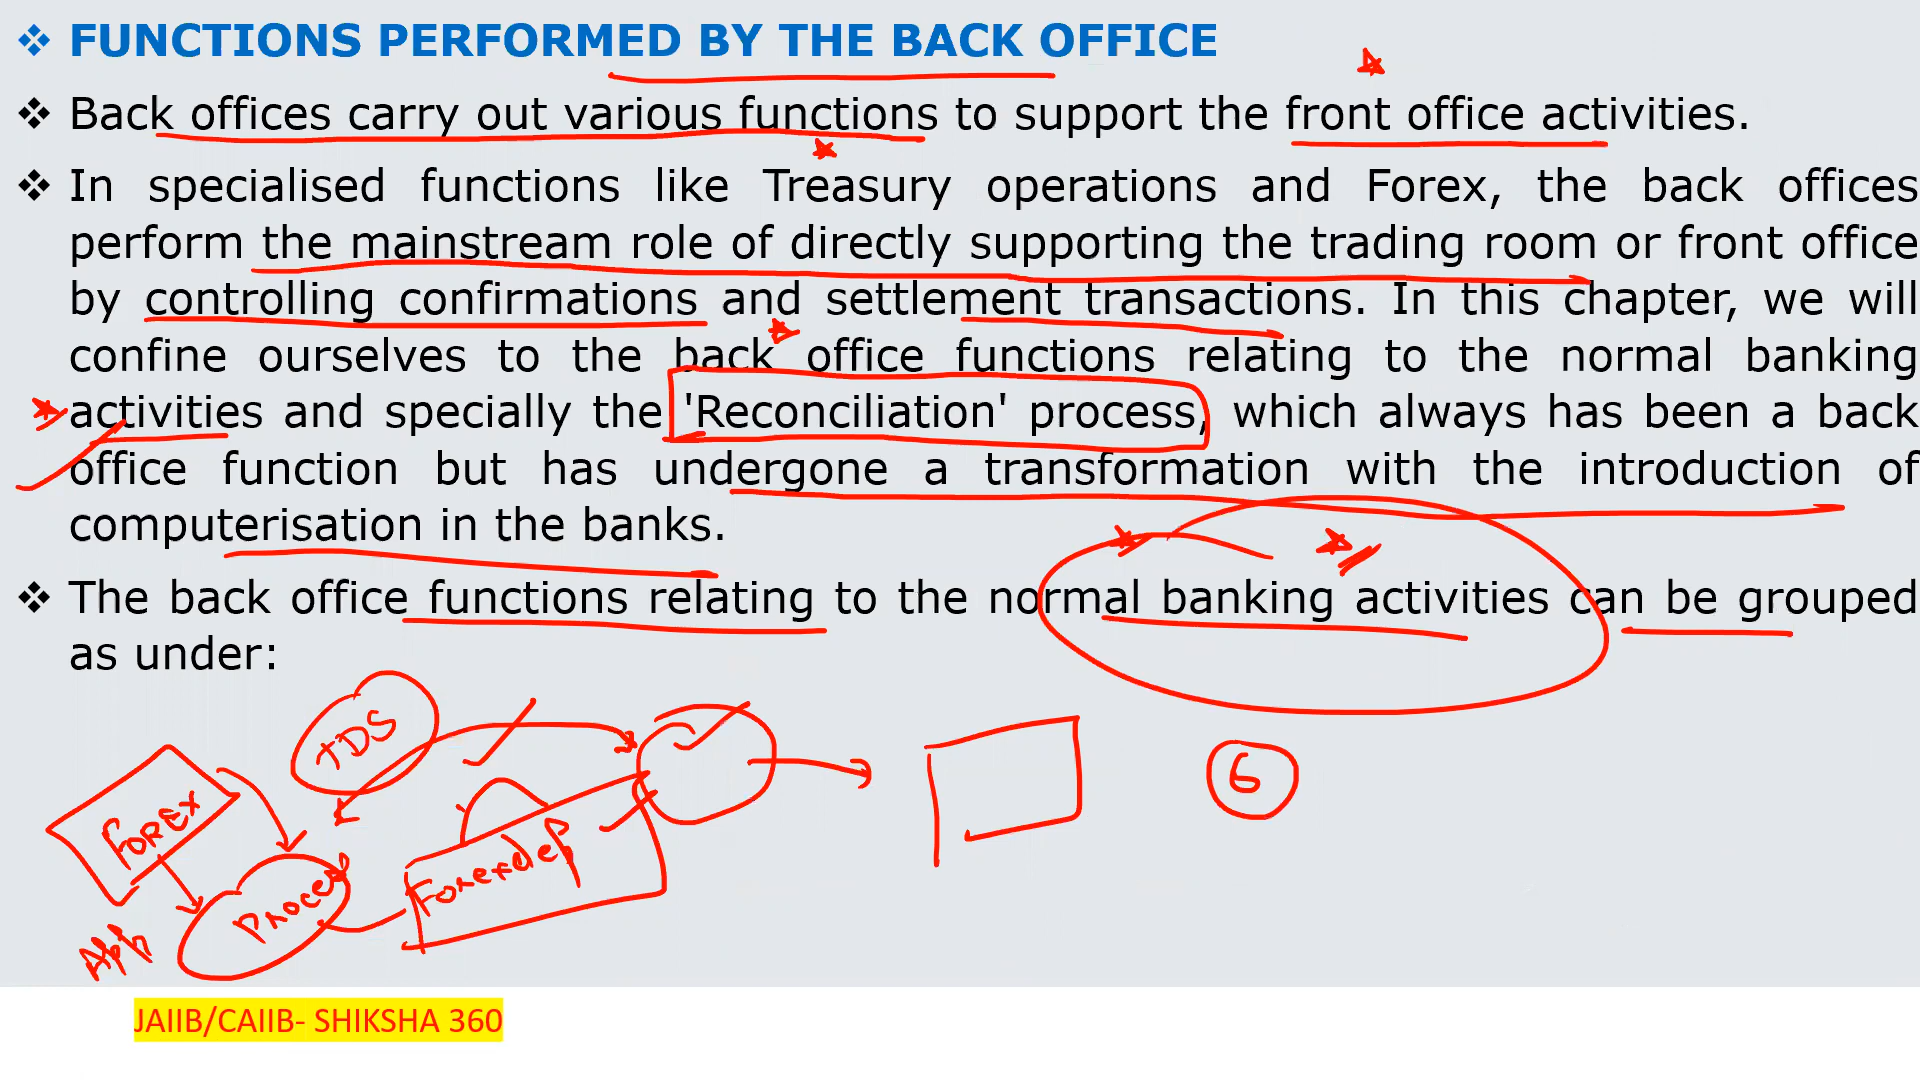 ❖ FUNCTIONS PERFORMED BY THE BACK OFFICE
❖ Back offices carry out various functions to support the front office activities.
❖ In specialised functions like Treasury operations and Forex, the back offices
perform the mainstream role of directly supporting the trading room or front office
by controlling confirmations and settlement transactions. In this chapter, we will
confine ourselves to the back office functions relating to the normal banking
activities and specially the 'Reconciliation' process, which always has been a back
office function but has undergone a transformation with the introduction of
computerisation in the banks.
❖ The back office functions relating to the normal banking activities can be grouped
as under:
TDS
FOREX
6
Forex
JAIIB/CAIIB- SHIKSHA 360